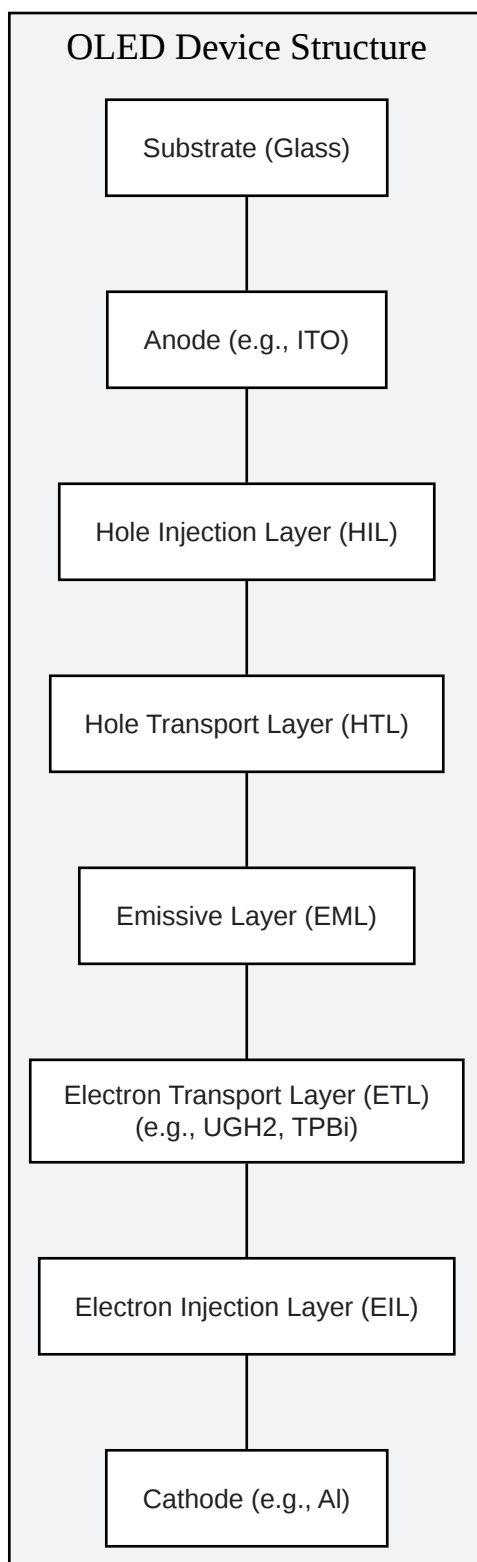 OLED Device Structure
Substrate (Glass)
Anode (e.g., ITO)
Hole Injection Layer (HIL)
Hole Transport Layer (HTL)
Emissive Layer (EML)
Electron Transport Layer (ETL)
(e.g., UGH2, TPBi)
Electron Injection Layer (EIL)
Cathode (e.g., Al)